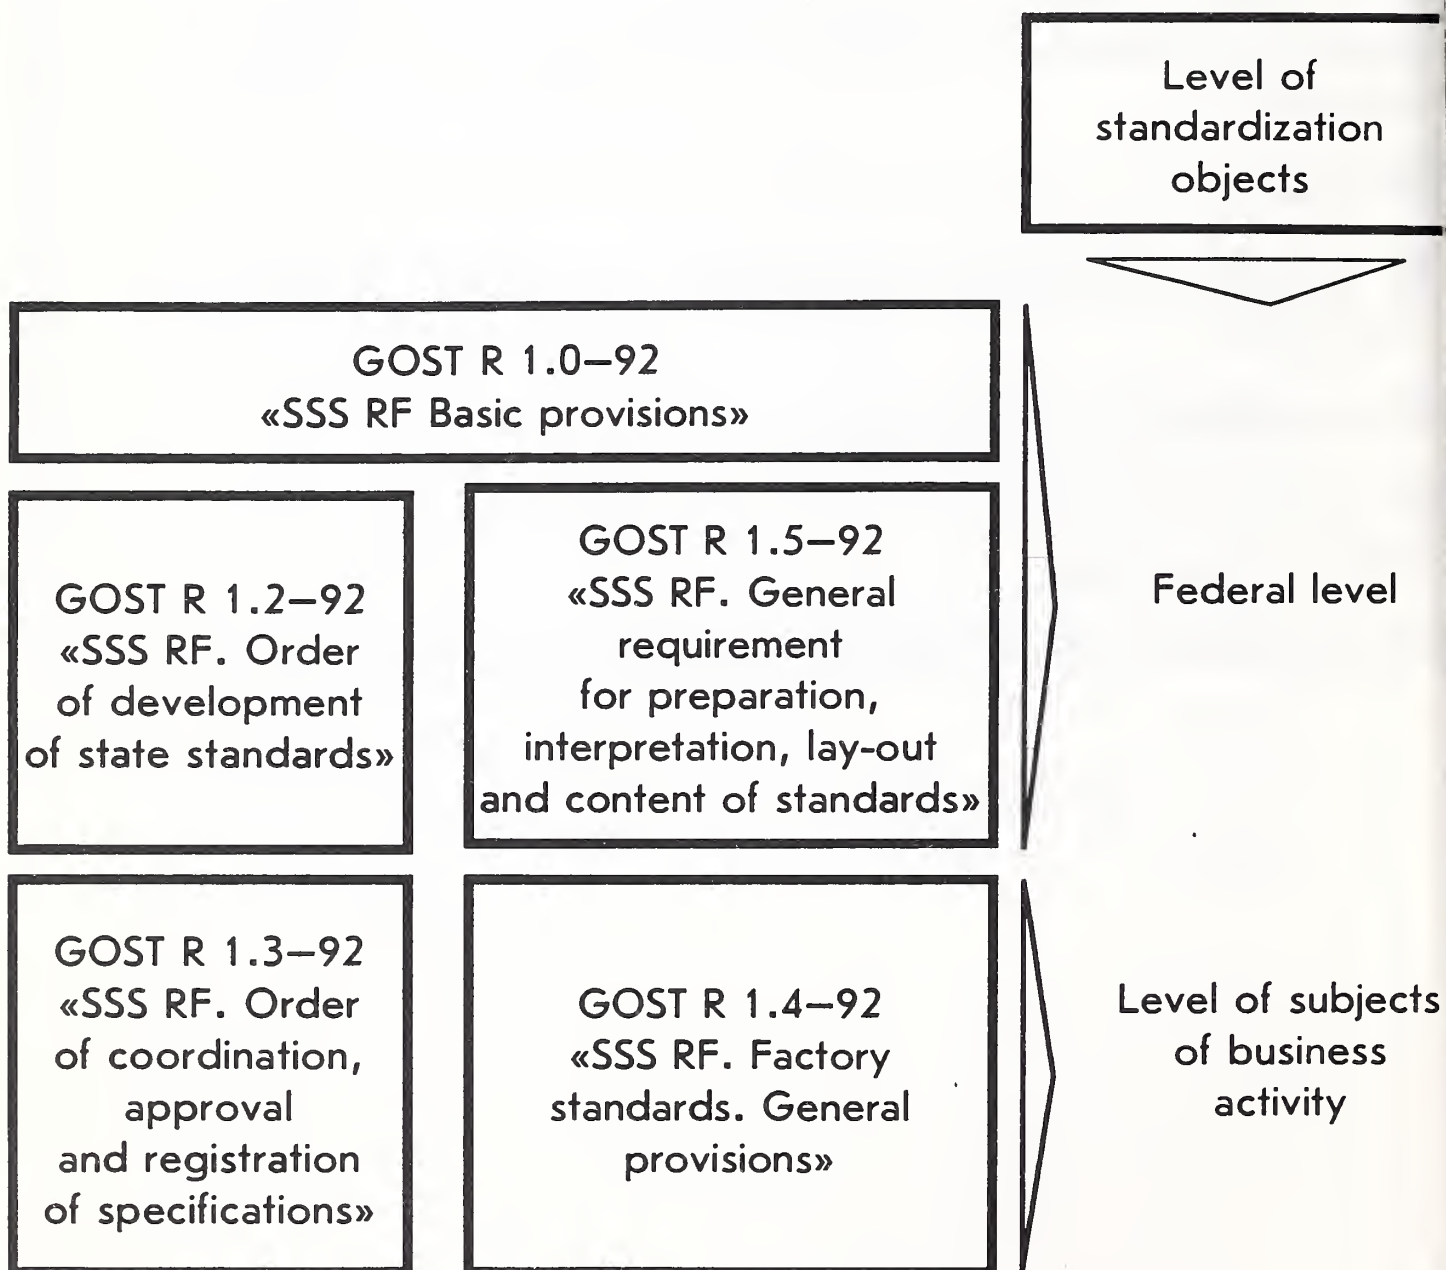 Level of
standardization
objects
GOST R 1.0—92
«SSS RF Basic provisions»
GOST R 1.2—92
«SSS RF. Order
of development
of state standards»
GOST R 1.5—92
«SSS RF. General
requirement
for preparation,
interpretation, lay-out
and content of standards»
Federal level
GOST R 1.3—92
«SSS RF. Order
of coordination,
approval
and registration
of specifications»
GOST R 1.4—92
«SSS RF. Factory
standards. General
provisions»
Level of subjects
of business
activity